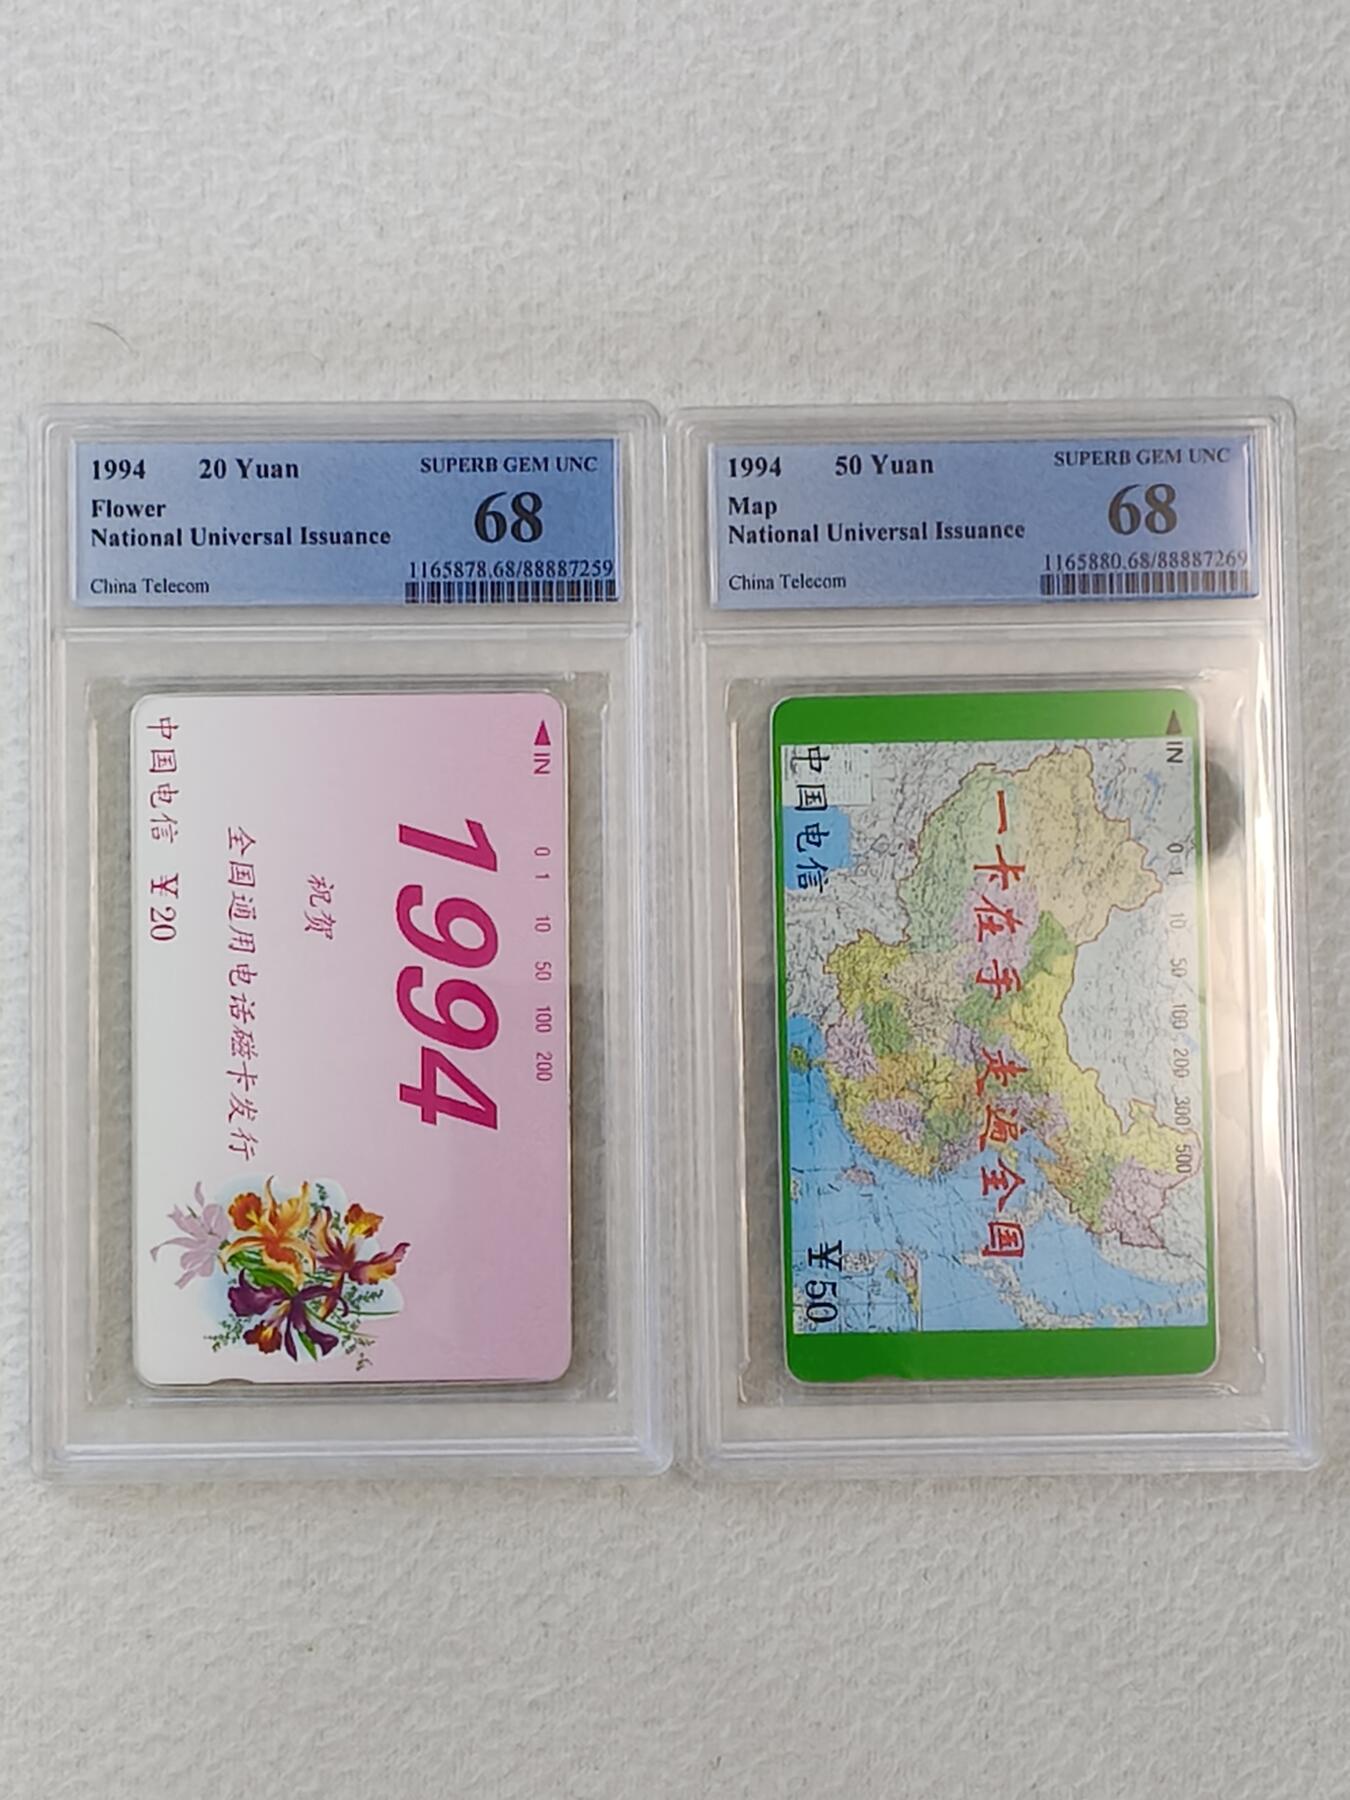 1994 20 Yuan SUPERB GEM UNC
Flower 68
National Universal Issuance
China Telecom 1165878.68/88887259
◀IN 0 1 10 50 100 200
1994
祝贺
全国通用电话磁卡发行
中国电信 ￥20
1994 50 Yuan SUPERB GEM UNC
Map 68
National Universal Issuance
China Telecom 1165880.68/88887269
◀IN 0 1 10 50 100 200 300 500
一卡在手 走遍全国
中国电信 ￥50